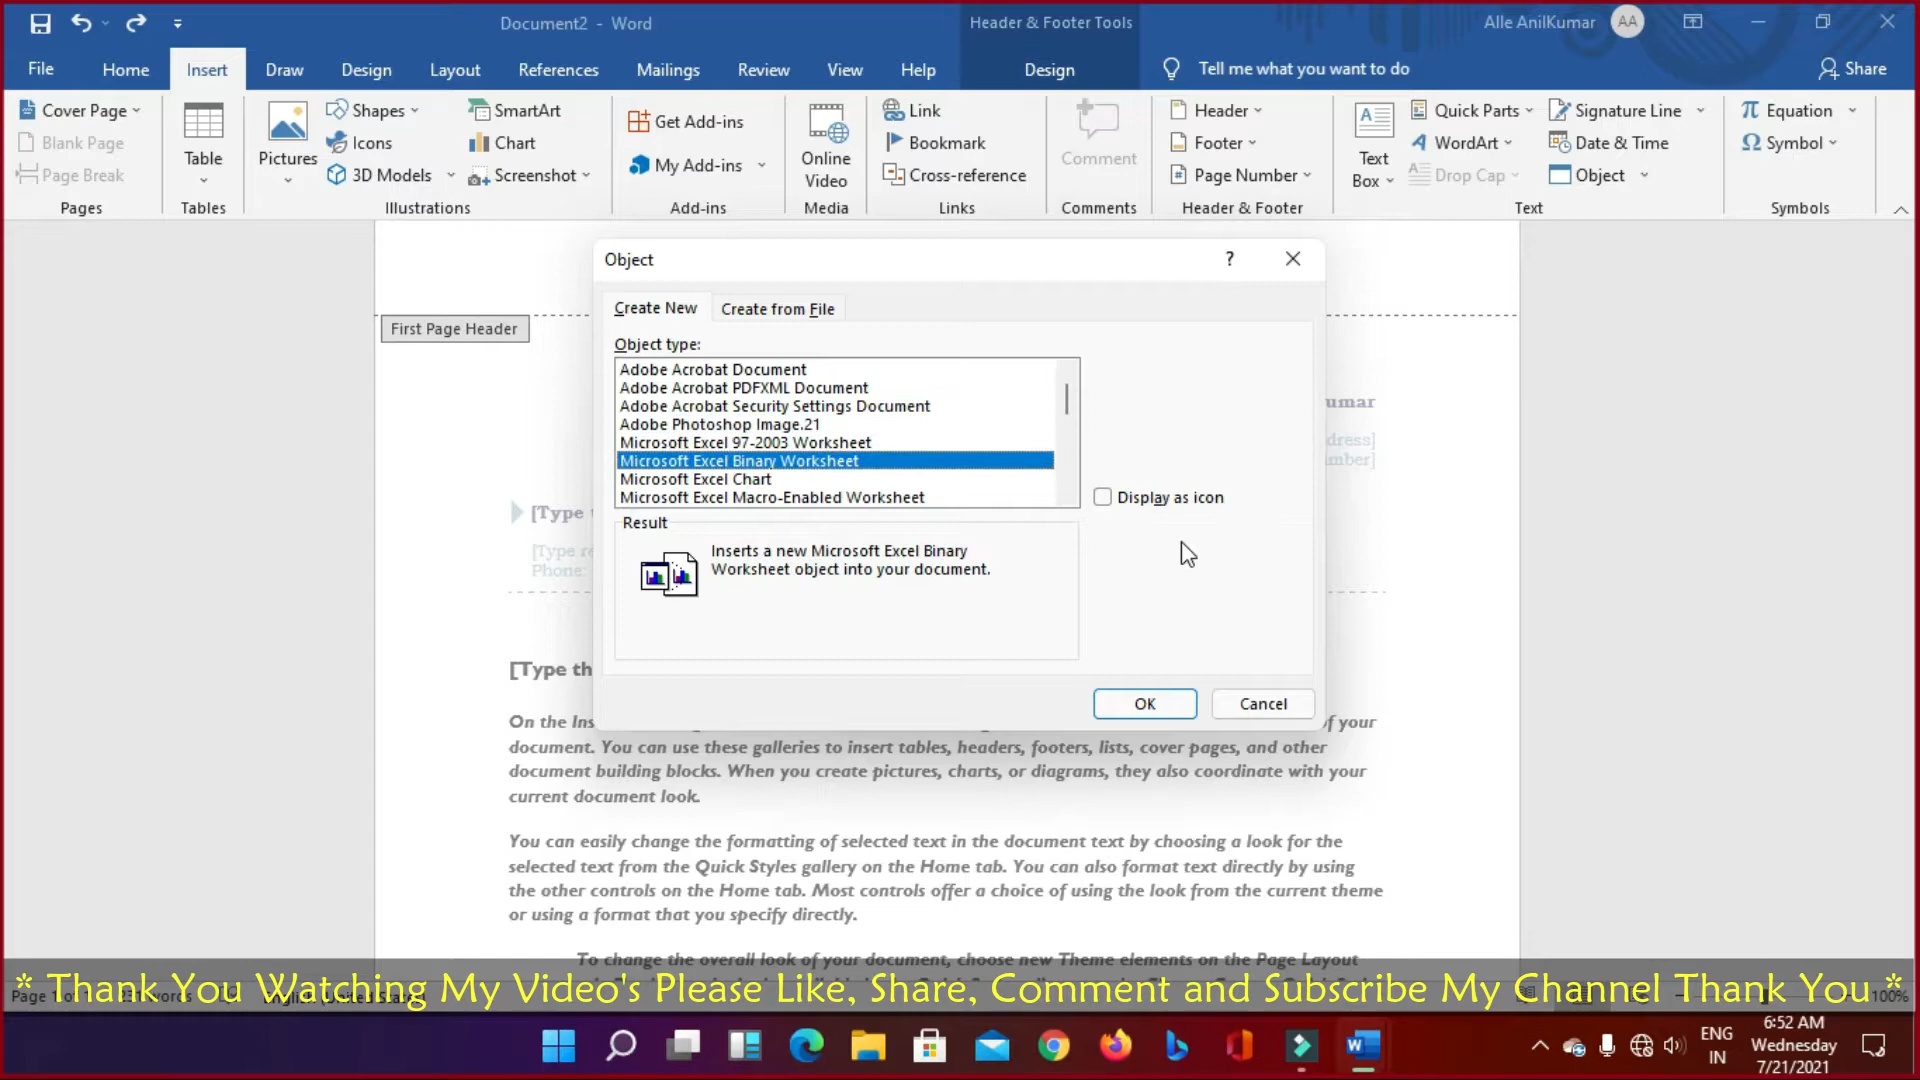 Document2 - Word
Header & Footer Tools
Alle AnilKumar
AA
File
Home
Insert
Draw
Design
Layout
References
Mailings
Review
View
Help
Design
Tell me what you want to do
Share
Cover Page
Blank Page
Page Break
Pages
Table
Tables
Pictures
Shapes
Icons
3D Models
SmartArt
Chart
Screenshot
Illustrations
Get Add-ins
My Add-ins
Add-ins
Online
Video
Media
Link
Bookmark
Cross-reference
Links
Comment
Comments
Header
Footer
Page Number
Header & Footer
Text
Box
Quick Parts
WordArt
Drop Cap
Signature Line
Date & Time
Object
Text
Equation
Symbol
Symbols
First Page Header
Object
?
Create New
Create from File
Object type:
Adobe Acrobat Document
Adobe Acrobat PDFXML Document
Adobe Acrobat Security Settings Document
Adobe Photoshop Image.21
Microsoft Excel 97-2003 Worksheet
Microsoft Excel Binary Worksheet
Microsoft Excel Chart
Microsoft Excel Macro-Enabled Worksheet
Display as icon
Result
Inserts a new Microsoft Excel Binary
Worksheet object into your document.
OK
Cancel
umar
dress]
mber]
[Type
[Type re
Phone:
[Type th
On the Ins of your
document. You can use these galleries to insert tables, headers, footers, lists, cover pages, and other
document building blocks. When you create pictures, charts, or diagrams, they also coordinate with your
current document look.
You can easily change the formatting of selected text in the document text by choosing a look for the
selected text from the Quick Styles gallery on the Home tab. You can also format text directly by using
the other controls on the Home tab. Most controls offer a choice of using the look from the current theme
or using a format that you specify directly.
To change the overall look of your document, choose new Theme elements on the Page Layout
* Thank You Watching My Video's Please Like, Share, Comment and Subscribe My Channel Thank You *
100%
ENG
IN
6:52 AM
Wednesday
7/21/2021